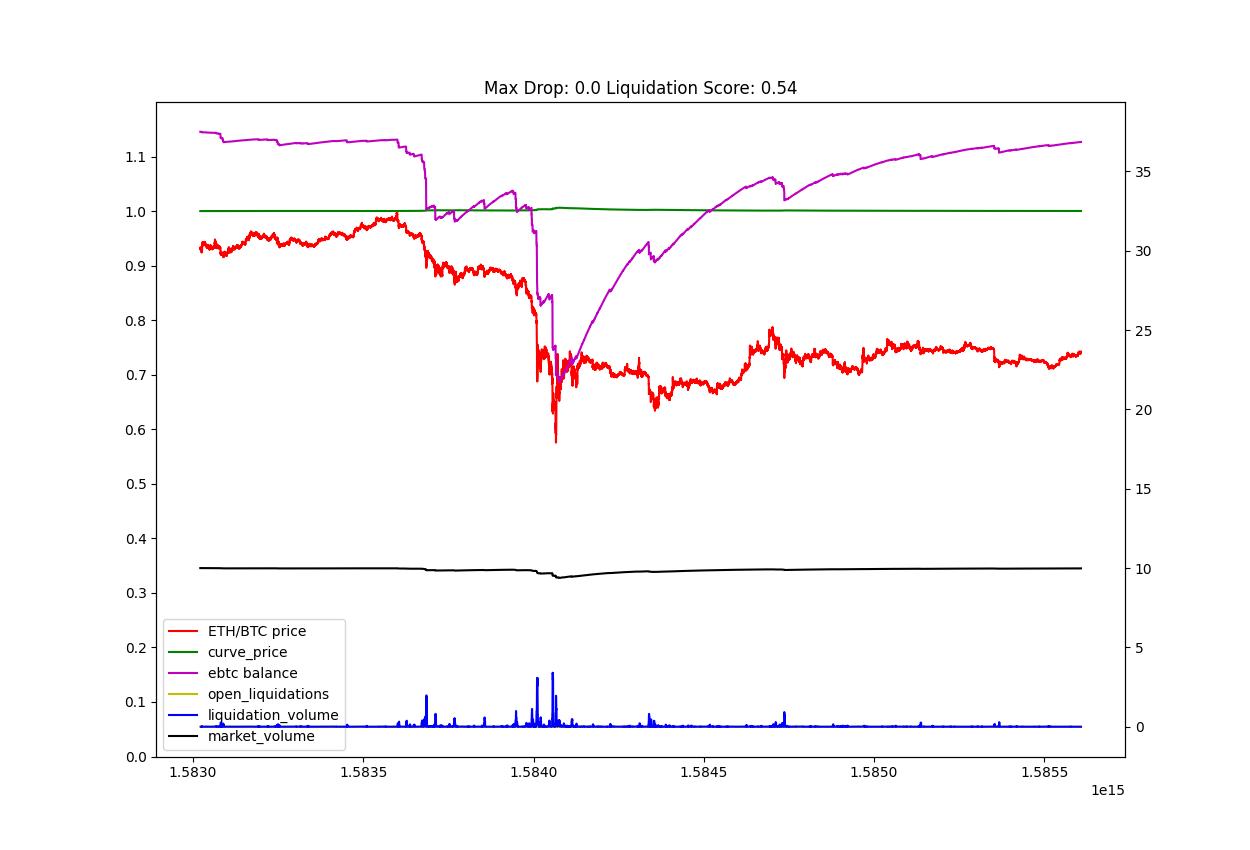 Max Drop: 0.0 Liquidation Score: 0.54
1.1
1.0
0.9
0.8
0.7
0.6
0.5
0.4
0.3
0.2
0.1
0.0
35
30
25
20
15
10
5
0
ETH/BTC price
curve_price
ebtc balance
open_liquidations
liquidation_volume
market_volume
1.5830 1.5835 1.5840 1.5845 1.5850 1.5855
1e15